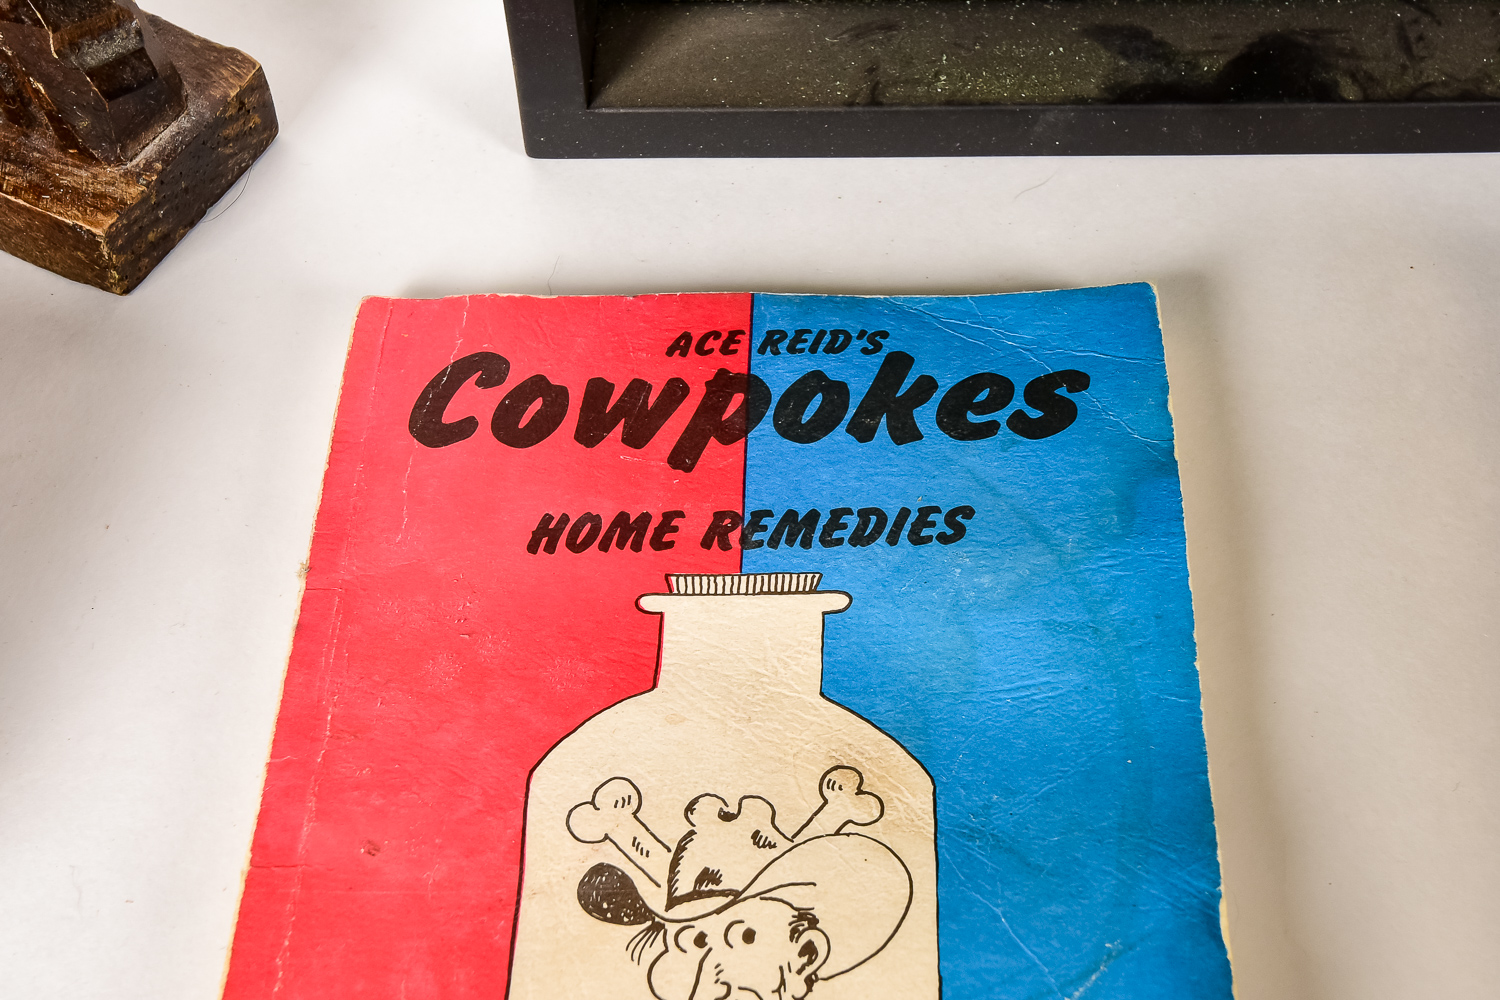 ACE REID'S
Cowpokes
HOME REMEDIES